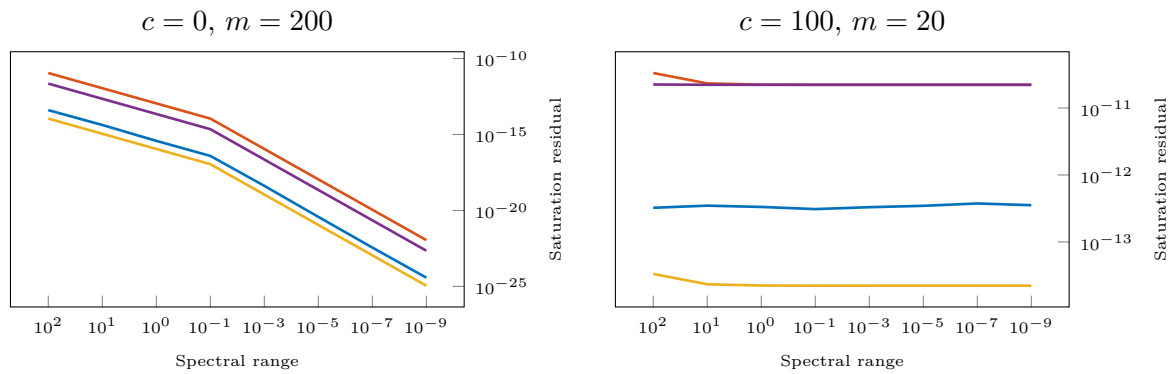 c = 0, m = 200
10^{-10}
10^{-15}
10^{-20}
10^{-25}
Saturation residual
10^{2} 10^{1} 10^{0} 10^{-1} 10^{-3} 10^{-5} 10^{-7} 10^{-9}
Spectral range
c = 100, m = 20
10^{-11}
10^{-12}
10^{-13}
Saturation residual
10^{2} 10^{1} 10^{0} 10^{-1} 10^{-3} 10^{-5} 10^{-7} 10^{-9}
Spectral range